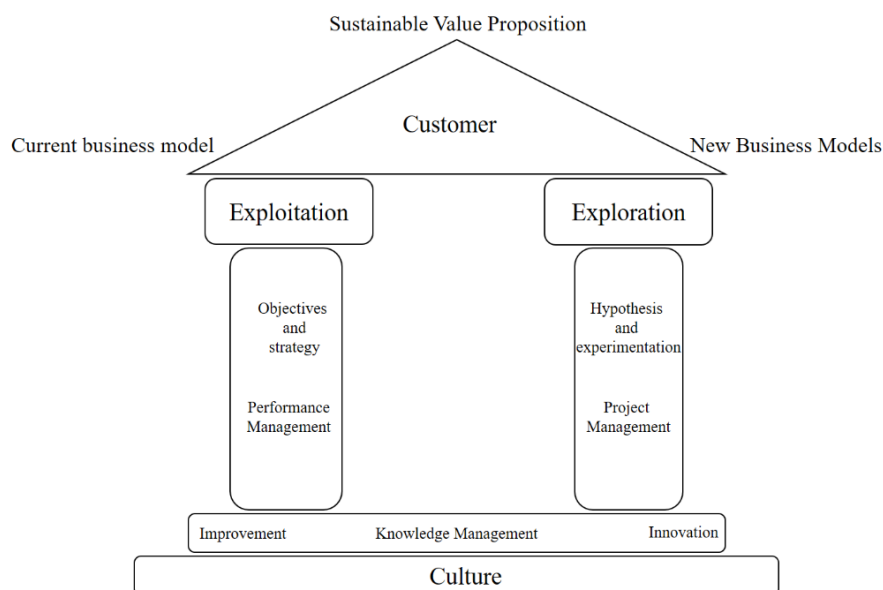 Sustainable Value Proposition
Customer
Current business model
New Business Models
Exploitation
Exploration
Objectives
and
strategy
Performance
Management
Hypothesis
and
experimentation
Project
Management
Improvement
Knowledge Management
Innovation
Culture